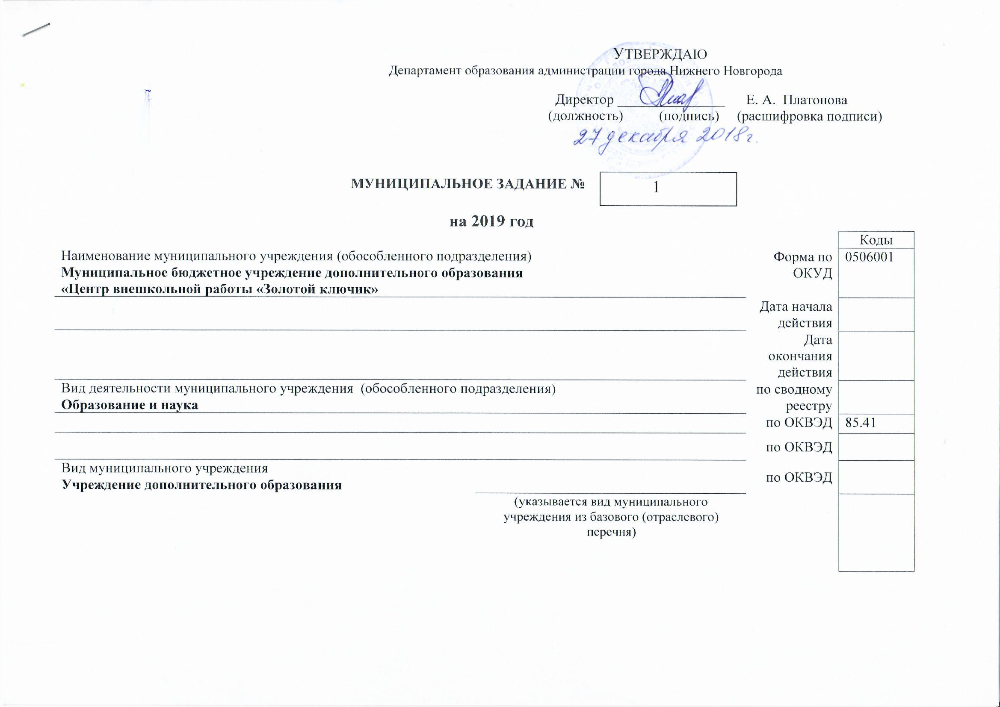 УТВЕРЖДАЮ
Департамент образования администрации города Нижнего Новгорода
Директор Е. А. Платонова
(должность) (подпись) (расшифровка подписи)
27 декабря 2018г.
МУНИЦИПАЛЬНОЕ ЗАДАНИЕ № 1
на 2019 год
Коды
Наименование муниципального учреждения (обособленного подразделения)
Муниципальное бюджетное учреждение дополнительного образования
«Центр внешкольной работы «Золотой ключик»
Форма по
ОКУД
0506001
Дата начала
действия
Дата
окончания
действия
Вид деятельности муниципального учреждения (обособленного подразделения)
Образование и наука
по сводному
реестру
по ОКВЭД 85.41
по ОКВЭД
Вид муниципального учреждения
Учреждение дополнительного образования
по ОКВЭД
(указывается вид муниципального
учреждения из базового (отраслевого)
перечня)